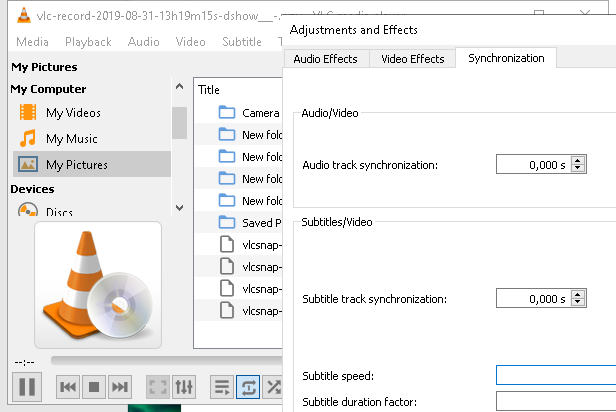 vlc-record-2019-08-31-13h19m15s-dshow__-.
Adjustments and Effects
Media Playback Audio Video Subtitle
Audio Effects Video Effects Synchronization
My Pictures
My Computer
My Videos
My Music
My Pictures
Devices
Discs
Title
Camera
New fold
New fold
New fold
New fold
Saved P
vlcsnap-
vlcsnap-
vlcsnap-
vlcsnap-
Audio/Video
Audio track synchronization: 0,000 s
Subtitles/Video
Subtitle track synchronization: 0,000 s
Subtitle speed:
Subtitle duration factor:
--:--